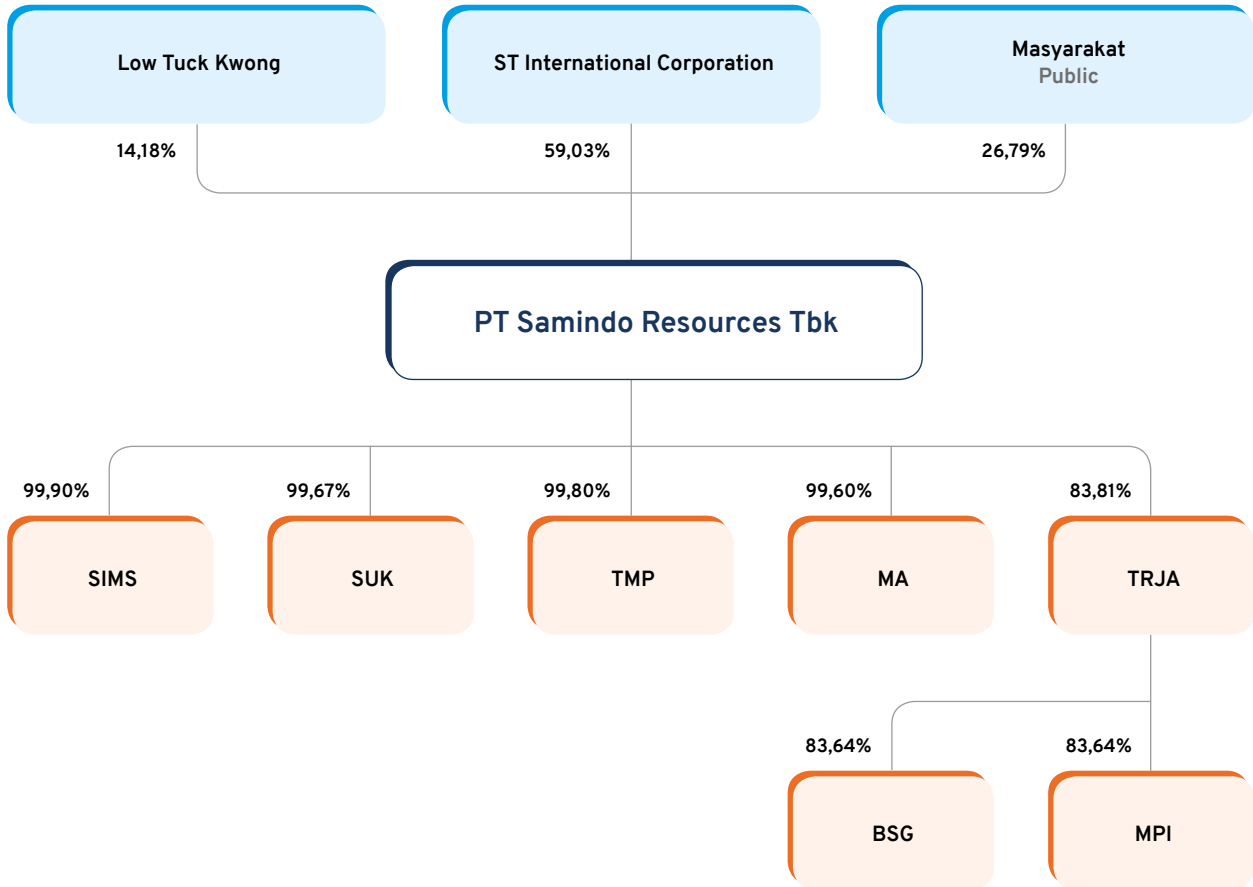 Low Tuck Kwong
ST International Corporation
Masyarakat
Public
14,18%
59,03%
26,79%
PT Samindo Resources Tbk
99,90%
99,67%
99,80%
99,60%
83,81%
SIMS
SUK
TMP
MA
TRJA
83,64%
83,64%
BSG
MPI